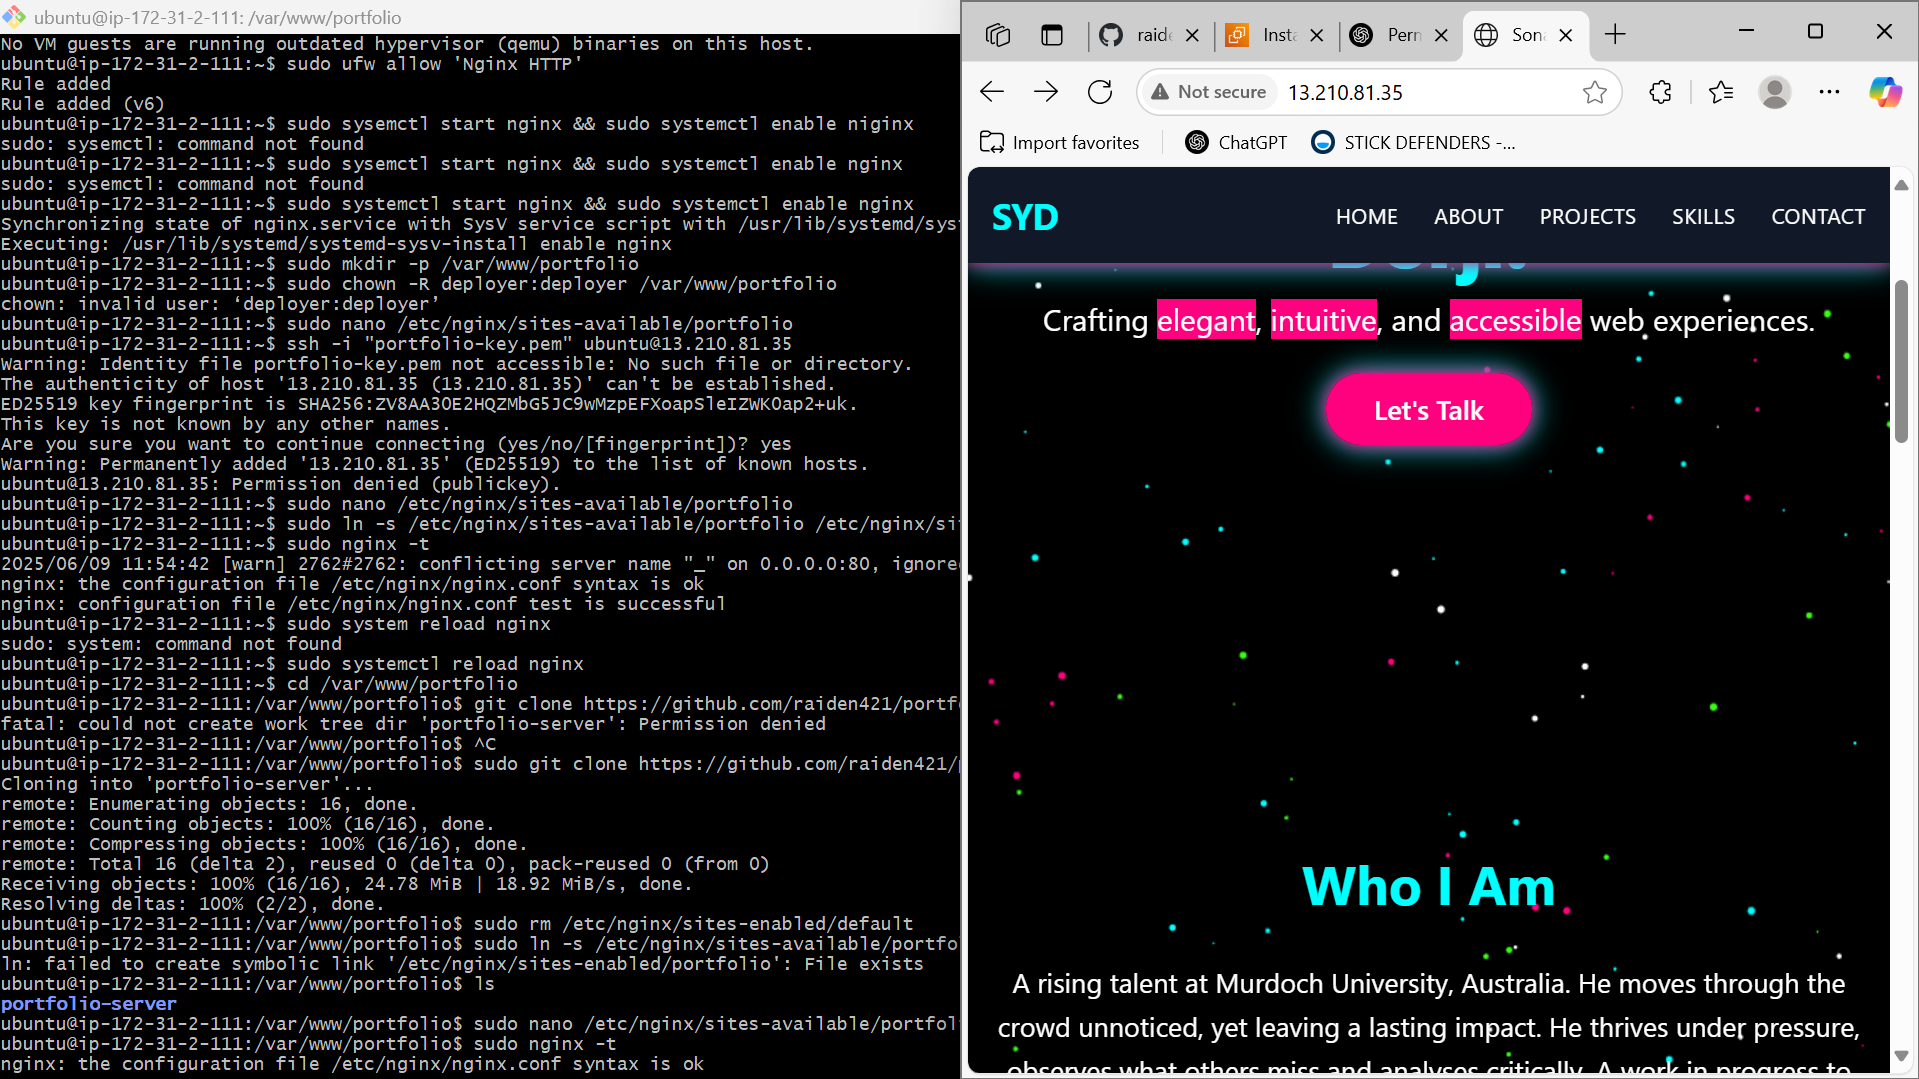 ubuntu@ip-172-31-2-111: /var/www/portfolio
No VM guests are running outdated hypervisor (qemu) binaries on this host.
ubuntu@ip-172-31-2-111:~$ sudo ufw allow 'Nginx HTTP'
Rule added
Rule added (v6)
ubuntu@ip-172-31-2-111:~$ sudo sysemctl start nginx && sudo systemctl enable niginx
sudo: sysemctl: command not found
ubuntu@ip-172-31-2-111:~$ sudo sysemctl start nginx && sudo systemctl enable nginx
sudo: sysemctl: command not found
ubuntu@ip-172-31-2-111:~$ sudo systemctl start nginx && sudo systemctl enable nginx
Synchronizing state of nginx.service with SysV service script with /usr/lib/systemd/sys
Executing: /usr/lib/systemd/systemd-sysv-install enable nginx
ubuntu@ip-172-31-2-111:~$ sudo mkdir -p /var/www/portfolio
ubuntu@ip-172-31-2-111:~$ sudo chown -R deployer:deployer /var/www/portfolio
chown: invalid user: ‘deployer:deployer’
ubuntu@ip-172-31-2-111:~$ sudo nano /etc/nginx/sites-available/portfolio
ubuntu@ip-172-31-2-111:~$ ssh -i "portfolio-key.pem" ubuntu@13.210.81.35
Warning: Identity file portfolio-key.pem not accessible: No such file or directory.
The authenticity of host '13.210.81.35 (13.210.81.35)' can't be established.
ED25519 key fingerprint is SHA256:ZV8AA3OE2HQZMbG5JC9wMzpEFXoapSleIZWKOap2+uk.
This key is not known by any other names.
Are you sure you want to continue connecting (yes/no/[fingerprint])? yes
Warning: Permanently added '13.210.81.35' (ED25519) to the list of known hosts.
ubuntu@13.210.81.35: Permission denied (publickey).
ubuntu@ip-172-31-2-111:~$ sudo nano /etc/nginx/sites-available/portfolio
ubuntu@ip-172-31-2-111:~$ sudo ln -s /etc/nginx/sites-available/portfolio /etc/nginx/si
ubuntu@ip-172-31-2-111:~$ sudo nginx -t
2025/06/09 11:54:42 [warn] 2762#2762: conflicting server name "_" on 0.0.0.0:80, ignore
nginx: the configuration file /etc/nginx/nginx.conf syntax is ok
nginx: configuration file /etc/nginx/nginx.conf test is successful
ubuntu@ip-172-31-2-111:~$ sudo system reload nginx
sudo: system: command not found
ubuntu@ip-172-31-2-111:~$ sudo systemctl reload nginx
ubuntu@ip-172-31-2-111:~$ cd /var/www/portfolio
ubuntu@ip-172-31-2-111:/var/www/portfolio$ git clone https://github.com/raiden421/portf
fatal: could not create work tree dir 'portfolio-server': Permission denied
ubuntu@ip-172-31-2-111:/var/www/portfolio$ ^C
ubuntu@ip-172-31-2-111:/var/www/portfolio$ sudo git clone https://github.com/raiden421/
Cloning into 'portfolio-server'...
remote: Enumerating objects: 16, done.
remote: Counting objects: 100% (16/16), done.
remote: Compressing objects: 100% (16/16), done.
remote: Total 16 (delta 2), reused 0 (delta 0), pack-reused 0 (from 0)
Receiving objects: 100% (16/16), 24.78 MiB | 18.92 MiB/s, done.
Resolving deltas: 100% (2/2), done.
ubuntu@ip-172-31-2-111:/var/www/portfolio$ sudo rm /etc/nginx/sites-enabled/default
ubuntu@ip-172-31-2-111:/var/www/portfolio$ sudo ln -s /etc/nginx/sites-available/portfo
ln: failed to create symbolic link '/etc/nginx/sites-enabled/portfolio': File exists
ubuntu@ip-172-31-2-111:/var/www/portfolio$ ls
portfolio-server
ubuntu@ip-172-31-2-111:/var/www/portfolio$ sudo nano /etc/nginx/sites-available/portfol
ubuntu@ip-172-31-2-111:/var/www/portfolio$ sudo nginx -t
nginx: the configuration file /etc/nginx/nginx.conf syntax is ok
raide Insta Perm Sona
Not secure 13.210.81.35
Import favorites ChatGPT STICK DEFENDERS -...
SYD HOME ABOUT PROJECTS SKILLS CONTACT
Crafting elegant, intuitive, and accessible web experiences.
Let's Talk
Who I Am
A rising talent at Murdoch University, Australia. He moves through the
crowd unnoticed, yet leaving a lasting impact. He thrives under pressure,
observes what others miss and analyses critically. A work in progress to